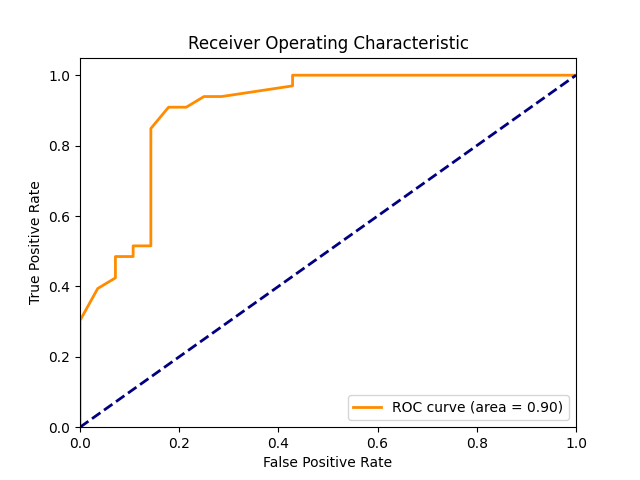 Receiver Operating Characteristic
1.0
0.8
0.6
0.4
0.2
0.0
True Positive Rate
ROC curve (area = 0.90)
0.0 0.2 0.4 0.6 0.8 1.0
False Positive Rate